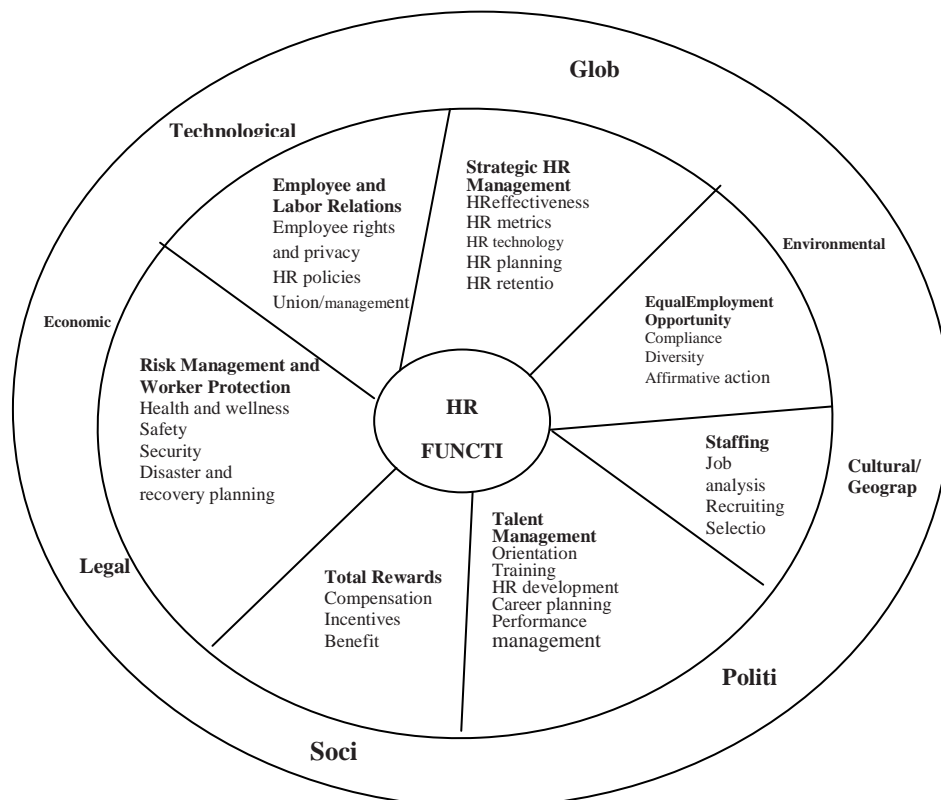 Glob
Technological
Strategic HR
Management
HReffectiveness
HR metrics
HR technology
HR planning
HR retentio
Employee and
Labor Relations
Employee rights
and privacy
HR policies
Union/management
Environmental
EqualEmployment
Opportunity
Compliance
Diversity
Affirmative action
Economic
Risk Management and
Worker Protection
Health and wellness
Safety
Security
Disaster and
recovery planning
HR
FUNCTI
Staffing
Job
analysis
Recruiting
Selectio
Cultural/
Geograp
Talent
Management
Orientation
Training
HR development
Career planning
Performance
management
Legal
Total Rewards
Compensation
Incentives
Benefit
Politi
Soci